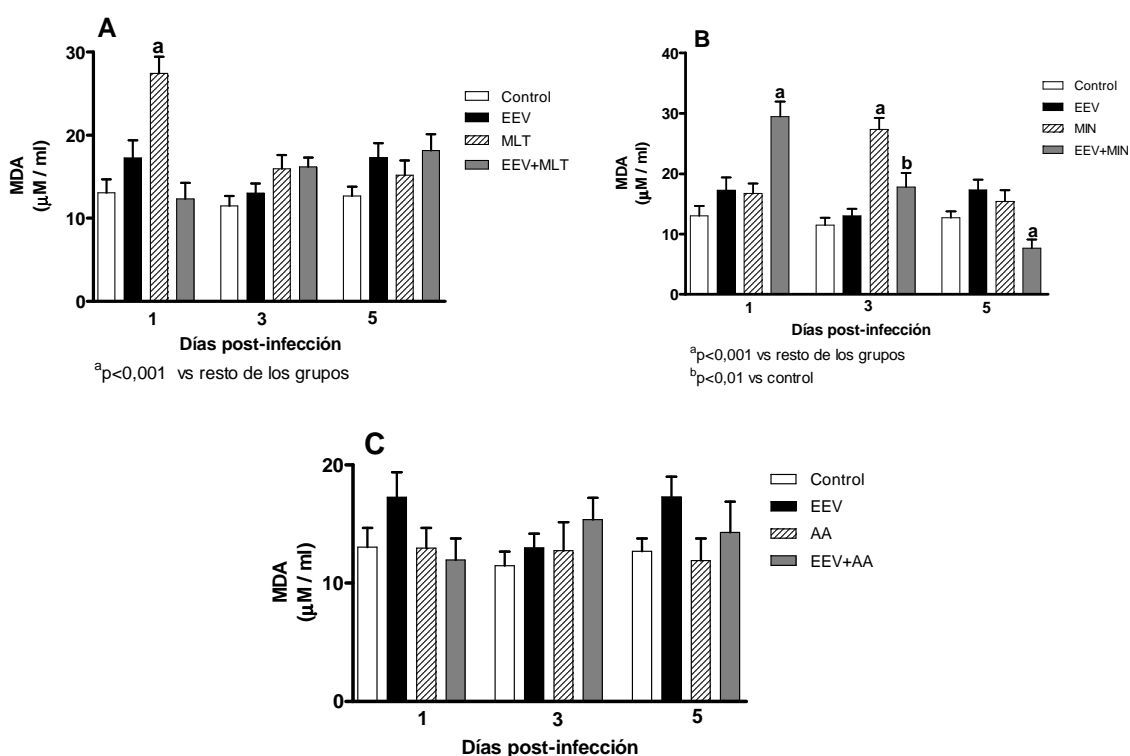 A
30
20
10
0
MDA
(µM / ml)
a
1 3 5
Días post-infección
Control
EEV
MLT
EEV+MLT
ap<0,001 vs resto de los grupos
B
40
30
20
10
0
MDA
(µM / ml)
a a
b
a
1 3 5
Días post-infección
Control
EEV
MIN
EEV+MIN
ap<0,001 vs resto de los grupos
bp<0,01 vs control
C
20
10
0
MDA
(µM / ml)
1 3 5
Días post-infección
Control
EEV
AA
EEV+AA